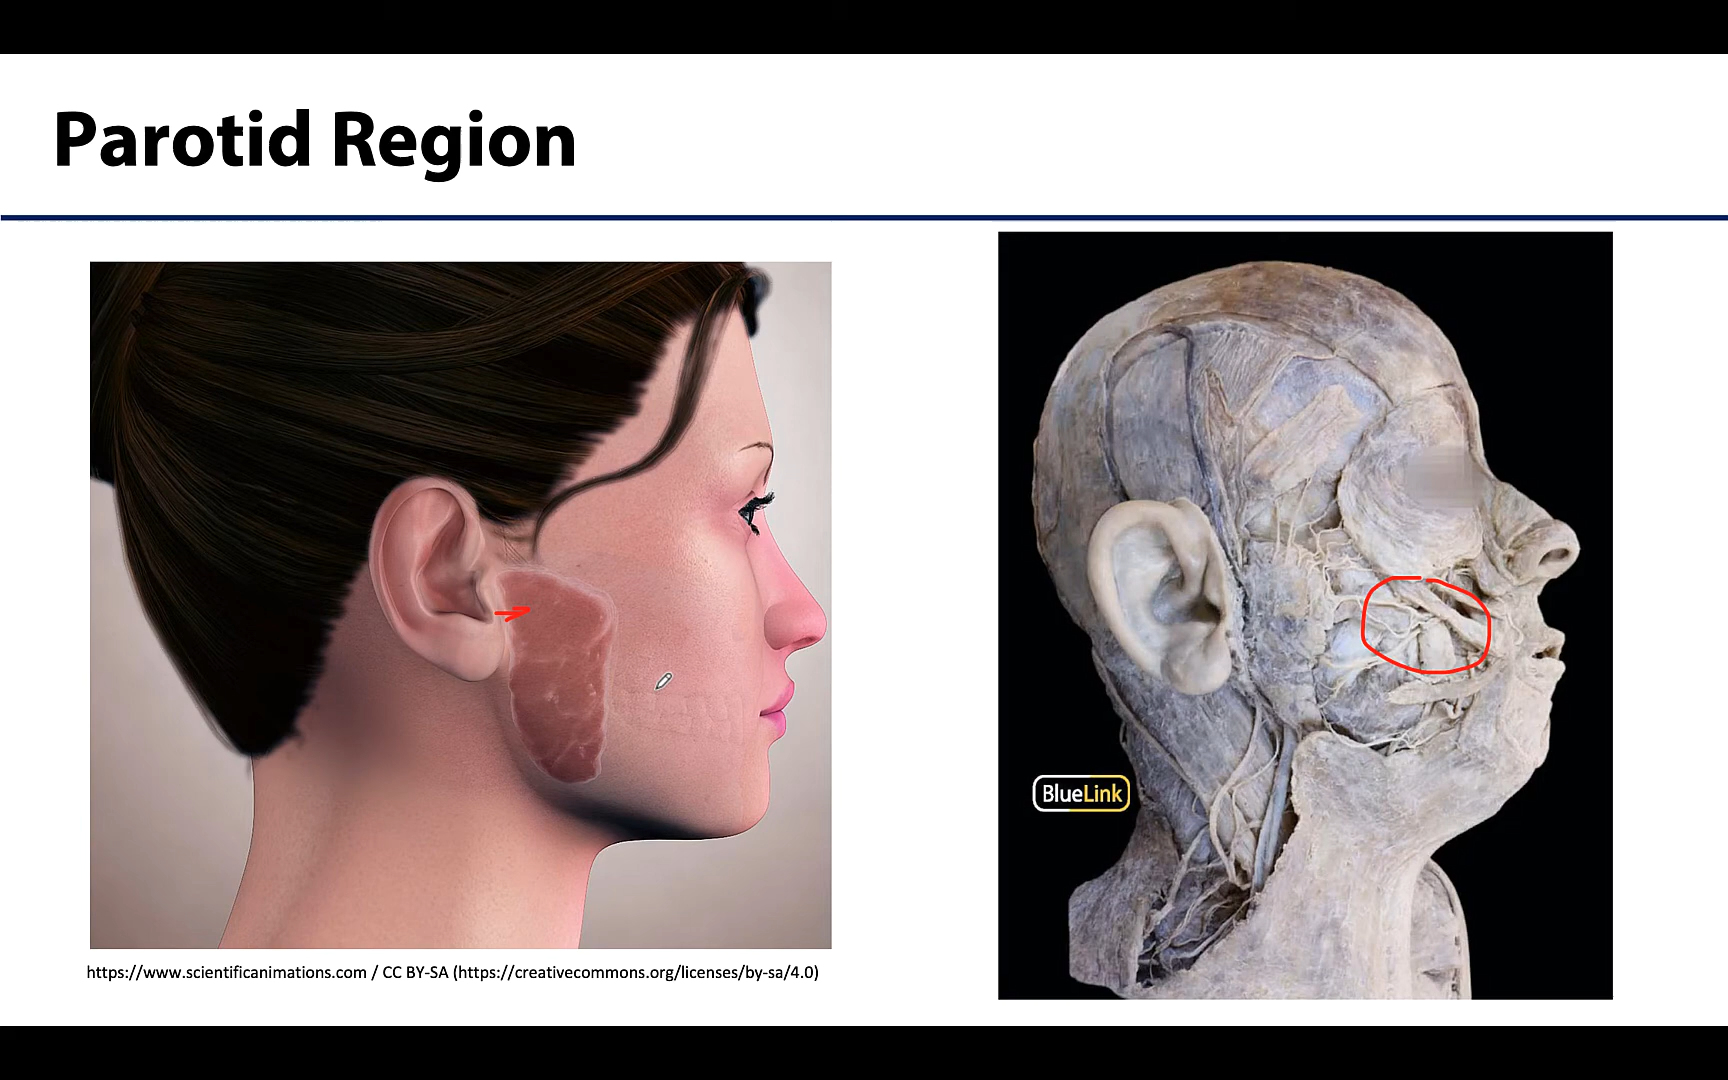 Parotid Region
BlueLink
https://www.scientificanimations.com / CC BY-SA (https://creativecommons.org/licenses/by-sa/4.0)